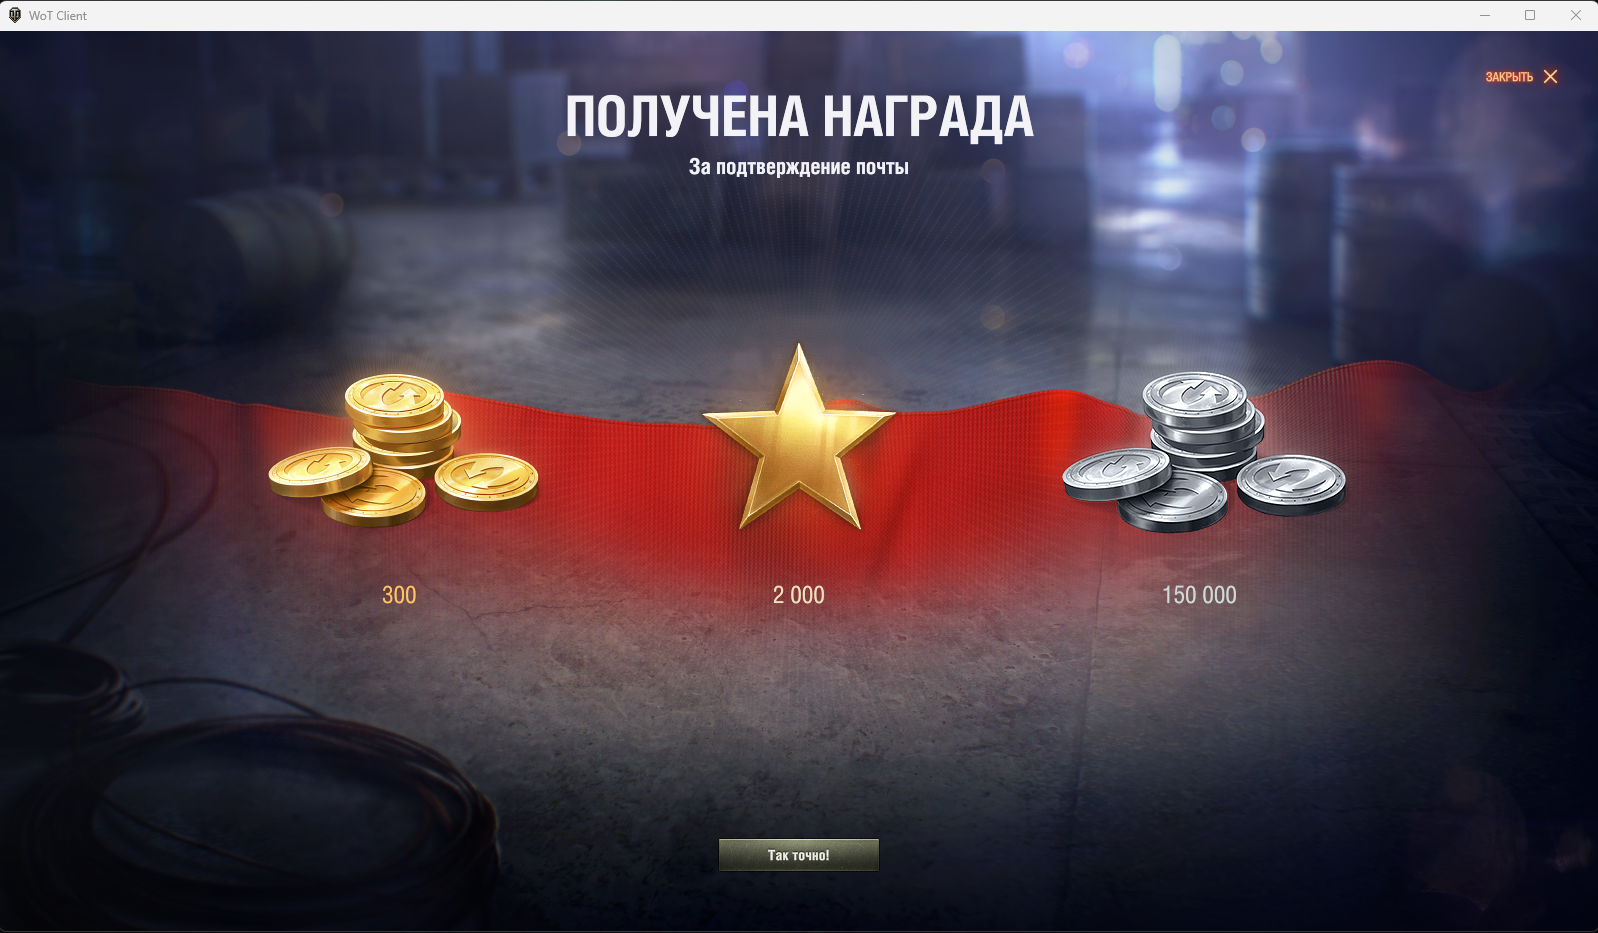 WoT Client
ЗАКРЫТЬ
ПОЛУЧЕНА НАГРАДА
За подтверждение почты
300
2 000
150 000
Так точно!